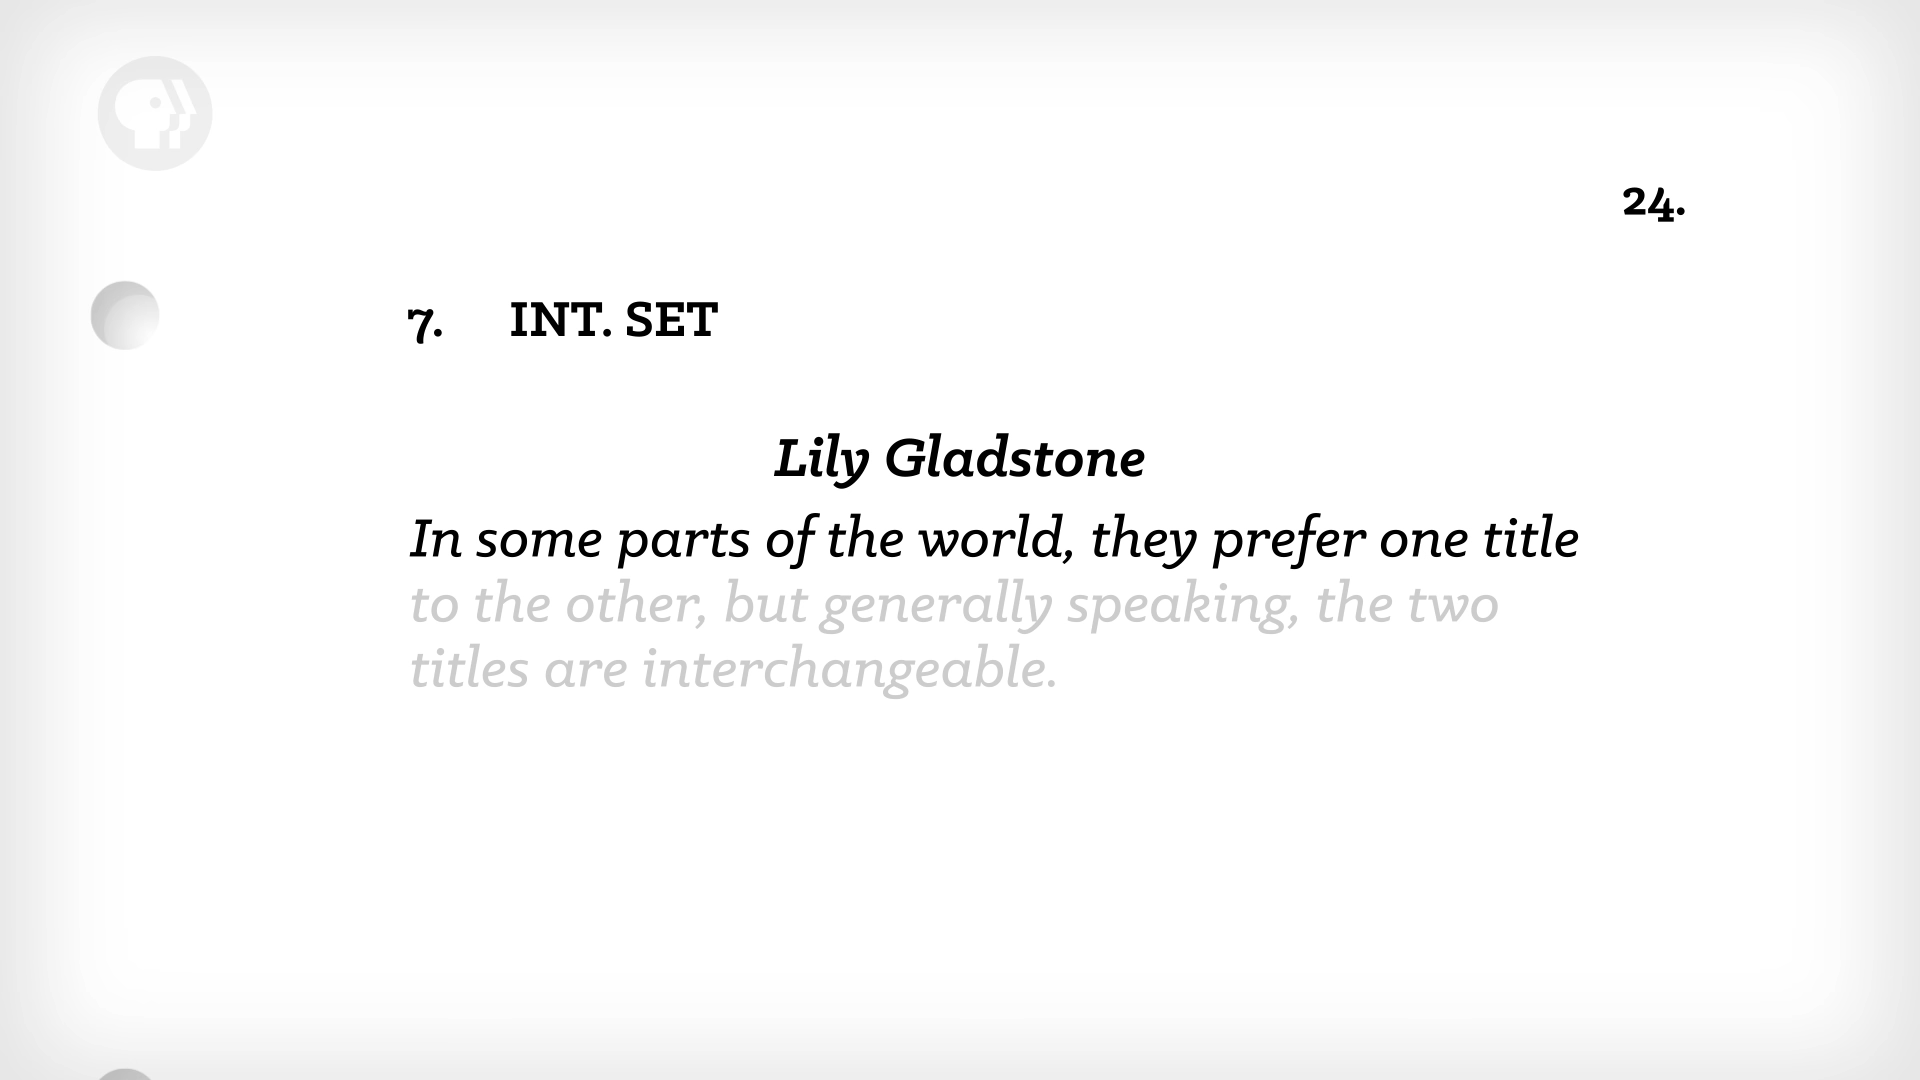 24.
7. INT. SET
Lily Gladstone
In some parts of the world, they prefer one title
to the other, but generally speaking, the two
titles are interchangeable.